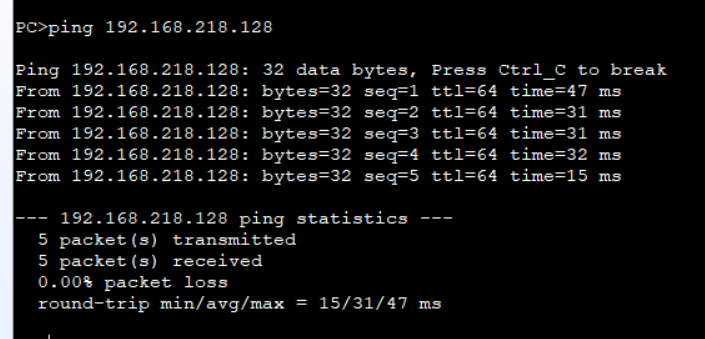 PC>ping 192.168.218.128
Ping 192.168.218.128: 32 data bytes, Press Ctrl_C to break
From 192.168.218.128: bytes=32 seq=1 ttl=64 time=47 ms
From 192.168.218.128: bytes=32 seq=2 ttl=64 time=31 ms
From 192.168.218.128: bytes=32 seq=3 ttl=64 time=31 ms
From 192.168.218.128: bytes=32 seq=4 ttl=64 time=32 ms
From 192.168.218.128: bytes=32 seq=5 ttl=64 time=15 ms
--- 192.168.218.128 ping statistics ---
5 packet(s) transmitted
5 packet(s) received
0.00% packet loss
round-trip min/avg/max = 15/31/47 ms